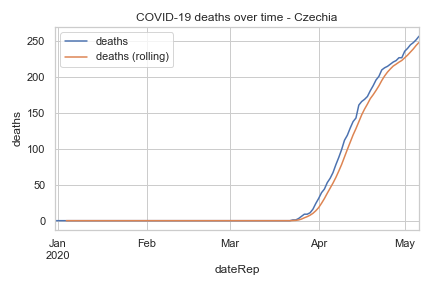 COVID-19 deaths over time - Czechia
deaths
deaths (rolling)
250
200
150
100
50
0
deaths
Jan Feb Mar Apr May
2020
dateRep